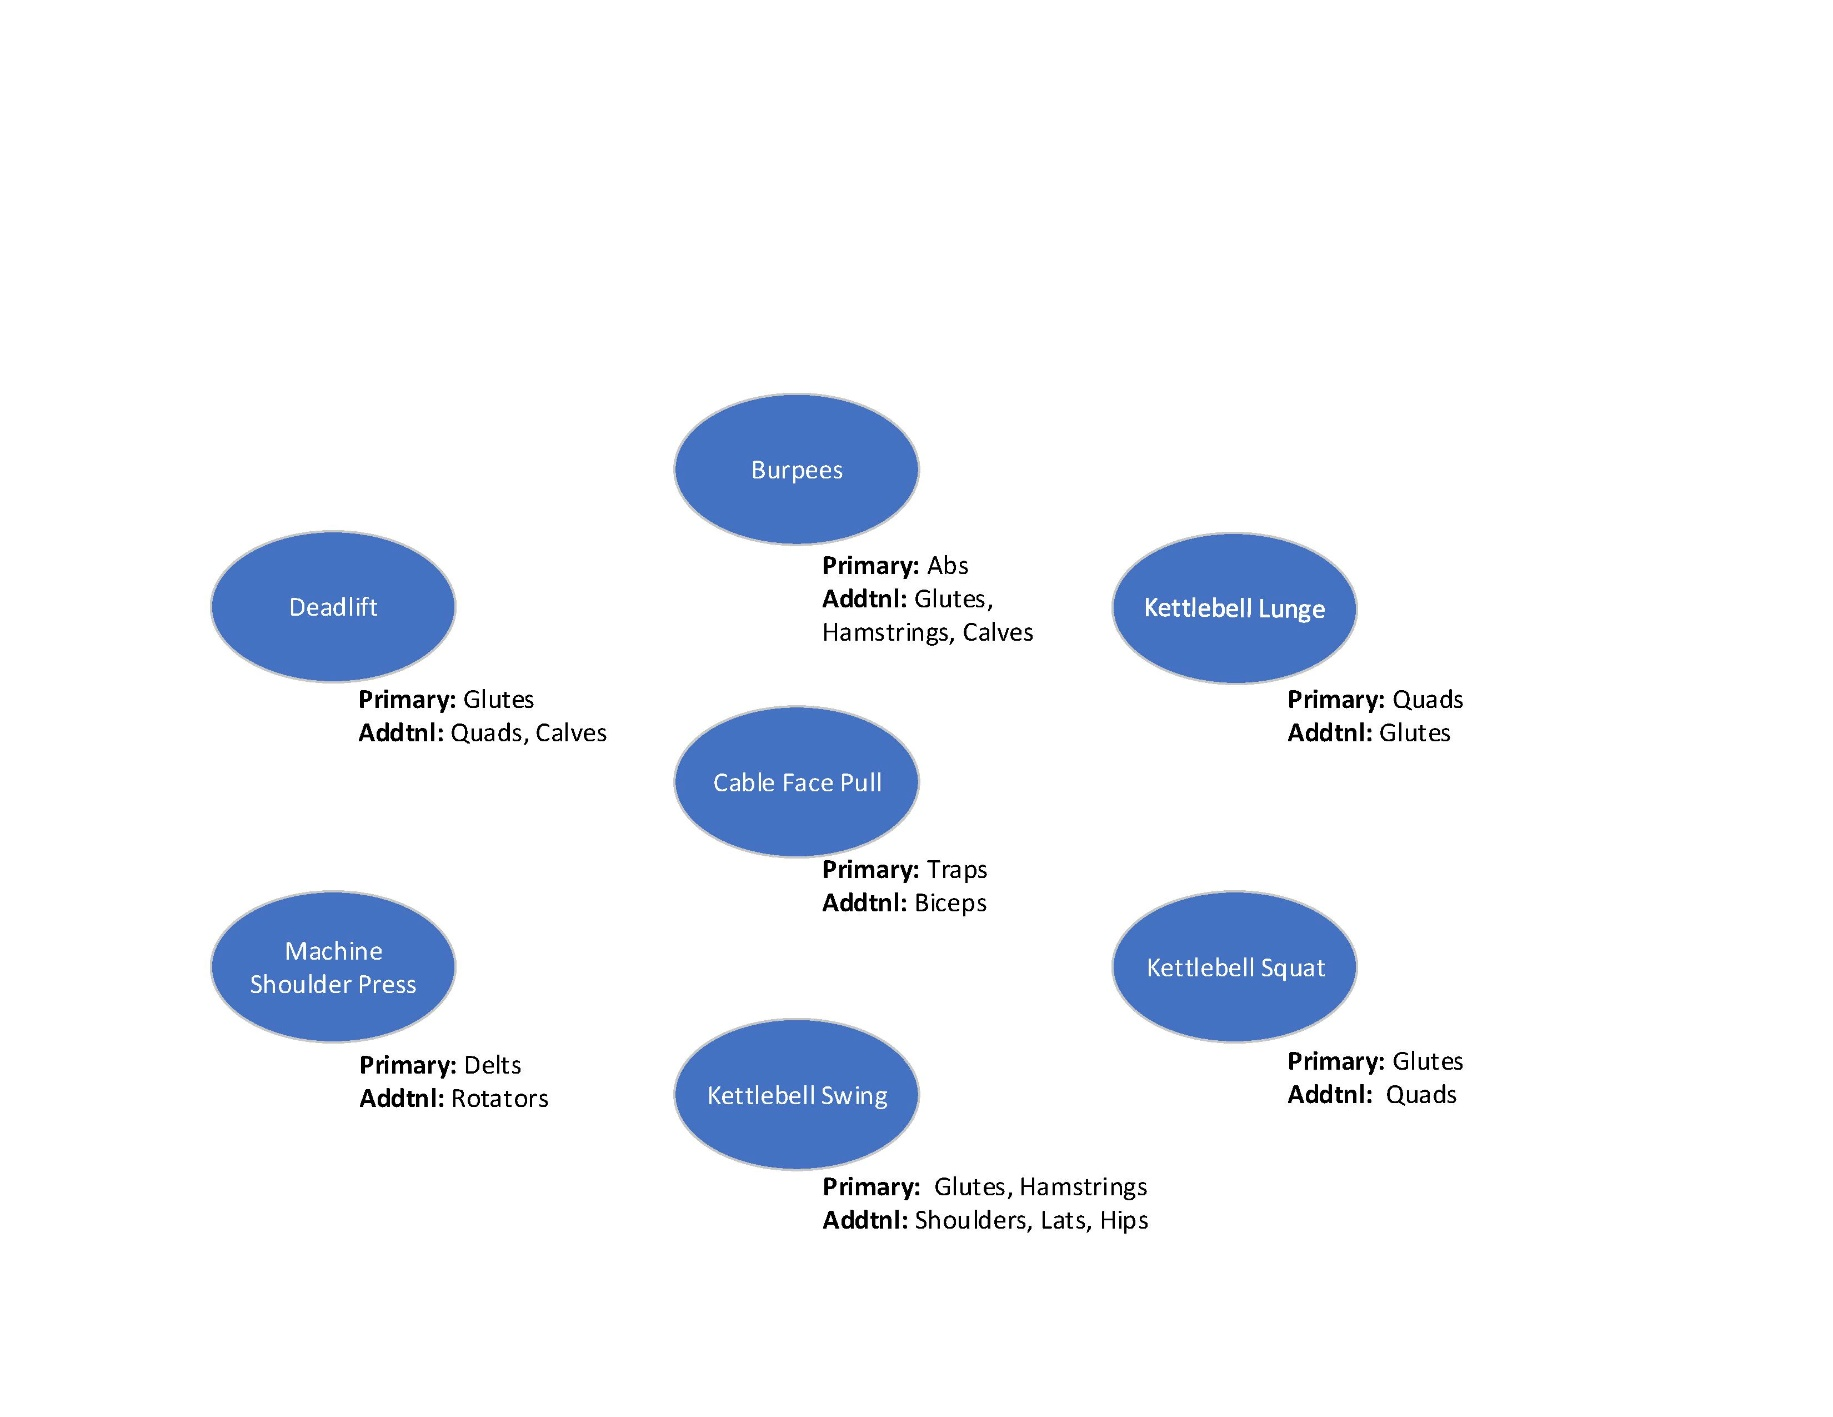 Burpees
Primary: Abs
Addtnl: Glutes,
Hamstrings, Calves
Deadlift
Primary: Glutes
Addtnl: Quads, Calves
Kettlebell Lunge
Primary: Quads
Addtnl: Glutes
Cable Face Pull
Primary: Traps
Addtnl: Biceps
Machine
Shoulder Press
Primary: Delts
Addtnl: Rotators
Kettlebell Squat
Primary: Glutes
Addtnl: Quads
Kettlebell Swing
Primary: Glutes, Hamstrings
Addtnl: Shoulders, Lats, Hips